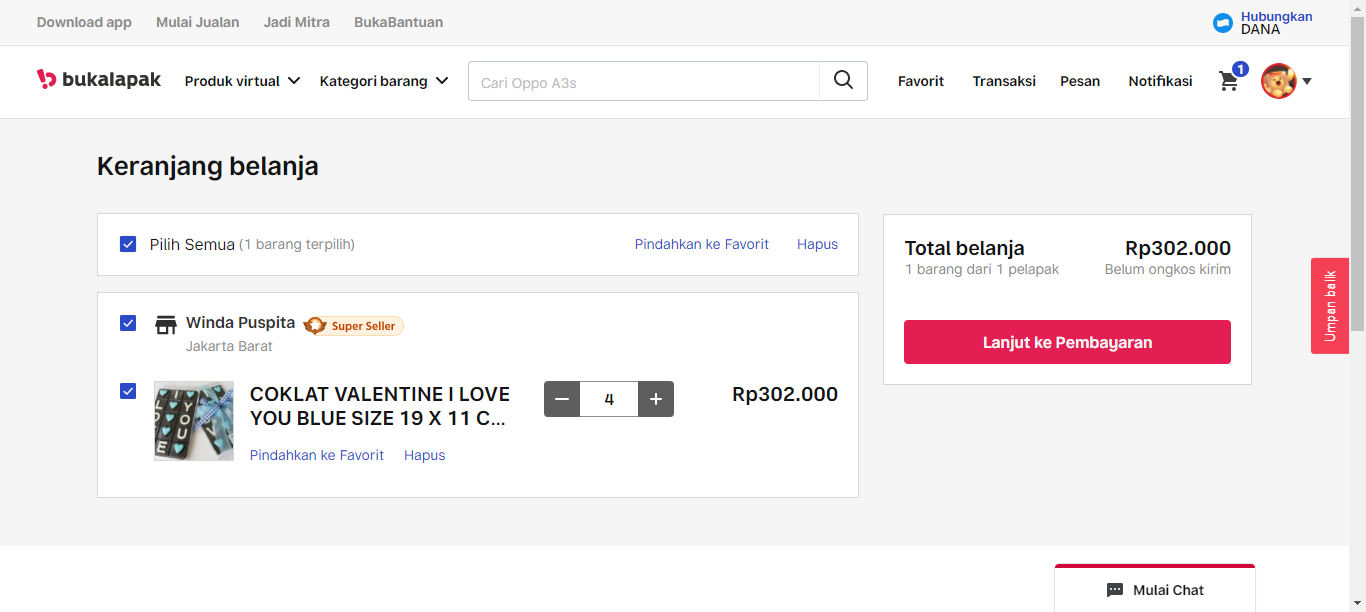 Download app Mulai Jualan Jadi Mitra BukaBantuan
Hubungkan
DANA
bukalapak Produk virtual Kategori barang Cari Oppo A3s Favorit Transaksi Pesan Notifikasi 1
Keranjang belanja
Pilih Semua (1 barang terpilih) Pindahkan ke Favorit Hapus
Winda Puspita Super Seller
Jakarta Barat
COKLAT VALENTINE I LOVE
YOU BLUE SIZE 19 X 11 C...
4
Rp302.000
Pindahkan ke Favorit Hapus
Total belanja Rp302.000
1 barang dari 1 pelapak Belum ongkos kirim
Lanjut ke Pembayaran
Umpan balik
Mulai Chat